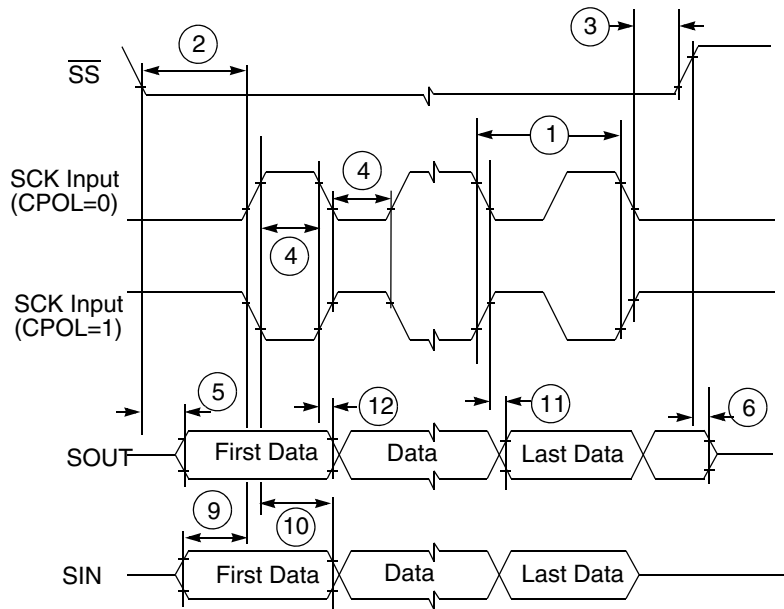 2
3
S̅S̅
1
SCK Input
(CPOL=0)
4
4
SCK Input
(CPOL=1)
5
12
11
6
SOUT
First Data
Data
Last Data
9
10
SIN
First Data
Data
Last Data